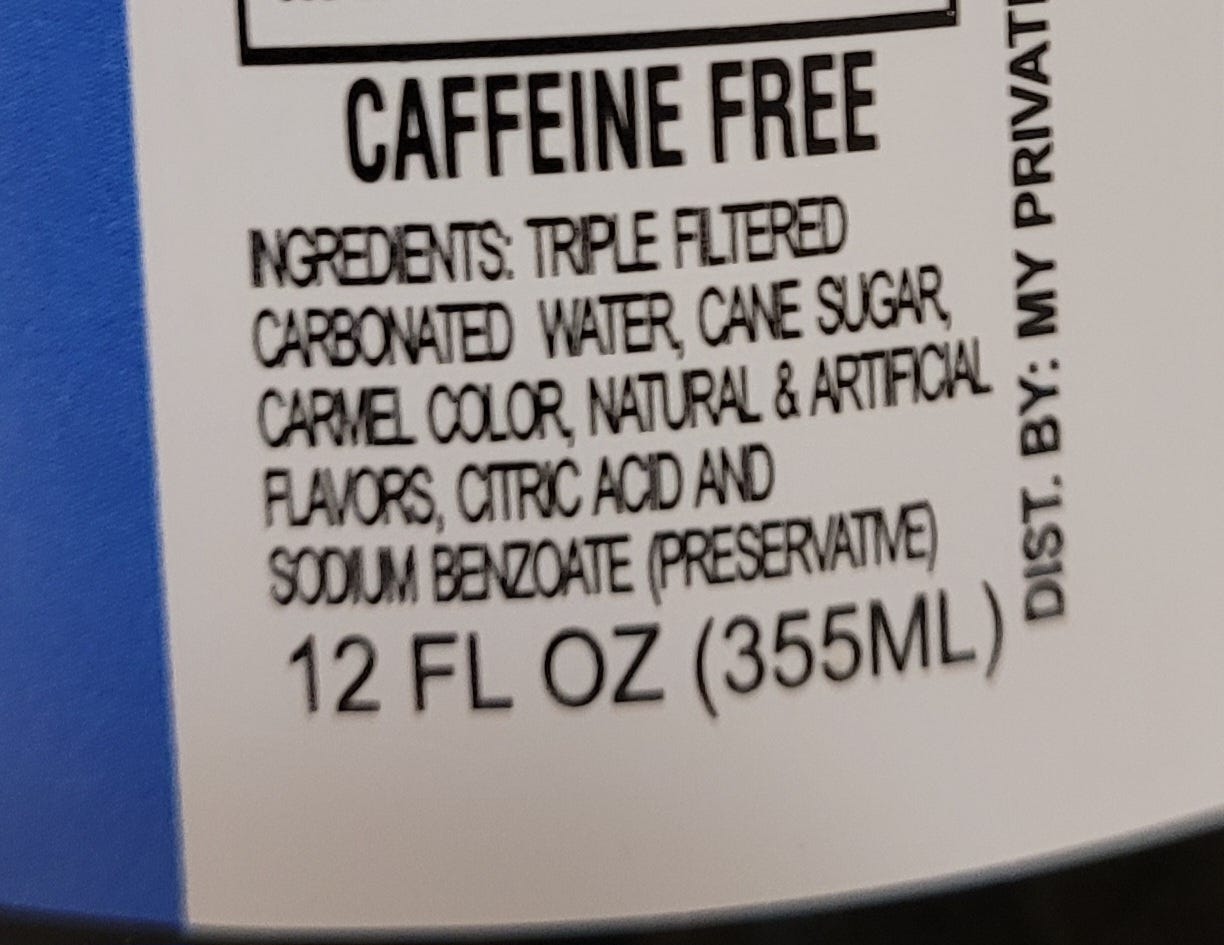 CAFFEINE FREE
INGREDIENTS: TRIPLE FILTERED
CARBONATED WATER, CANE SUGAR,
CARMEL COLOR, NATURAL & ARTIFICIAL
FLAVORS, CITRIC ACID AND
SODIUM BENZOATE (PRESERVATIVE)
12 FL OZ (355ML)
DIST. BY: MY